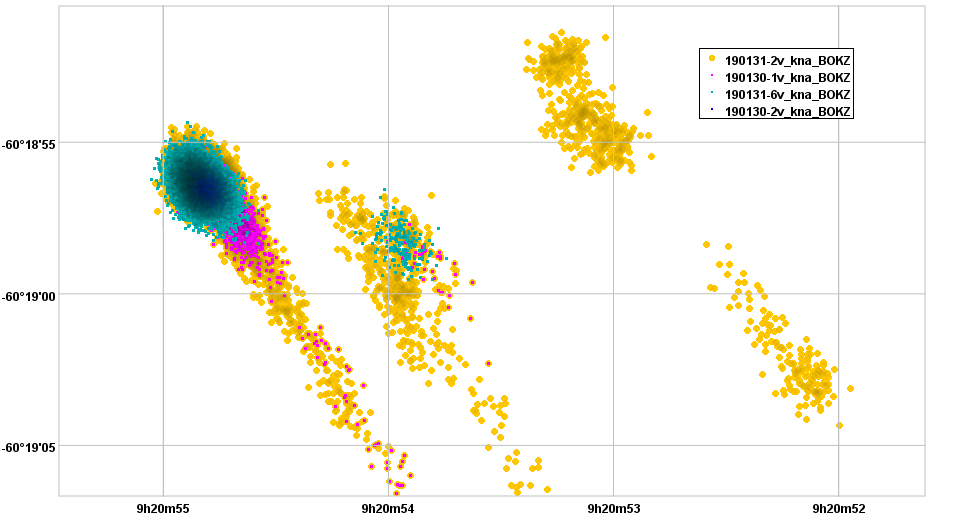 190131-2v_kna_BOKZ
190130-1v_kna_BOKZ
190131-6v_kna_BOKZ
190130-2v_kna_BOKZ
-60°18'55
-60°19'00
-60°19'05
9h20m55 9h20m54 9h20m53 9h20m52